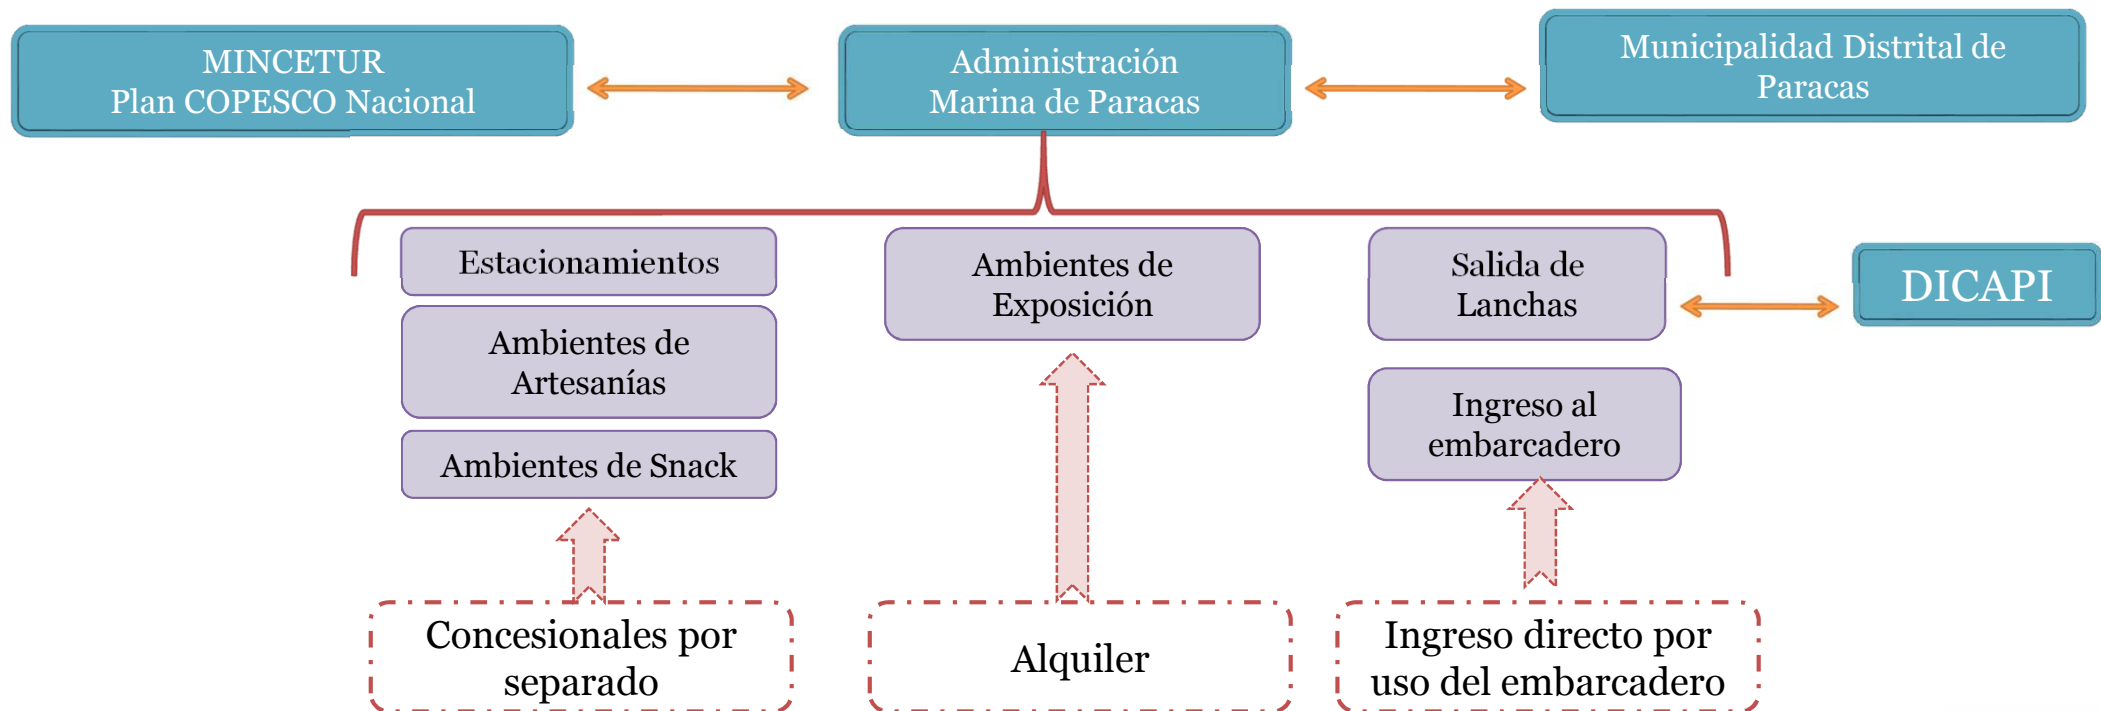 MINCETUR
Plan COPESCO Nacional
Administración
Marina de Paracas
Municipalidad Distrital de
Paracas
Estacionamientos
Ambientes de
Artesanías
Ambientes de Snack
Ambientes de
Exposición
Salida de
Lanchas
Ingreso al
embarcadero
DICAPI
Concesionales por
separado
Alquiler
Ingreso directo por
uso del embarcadero